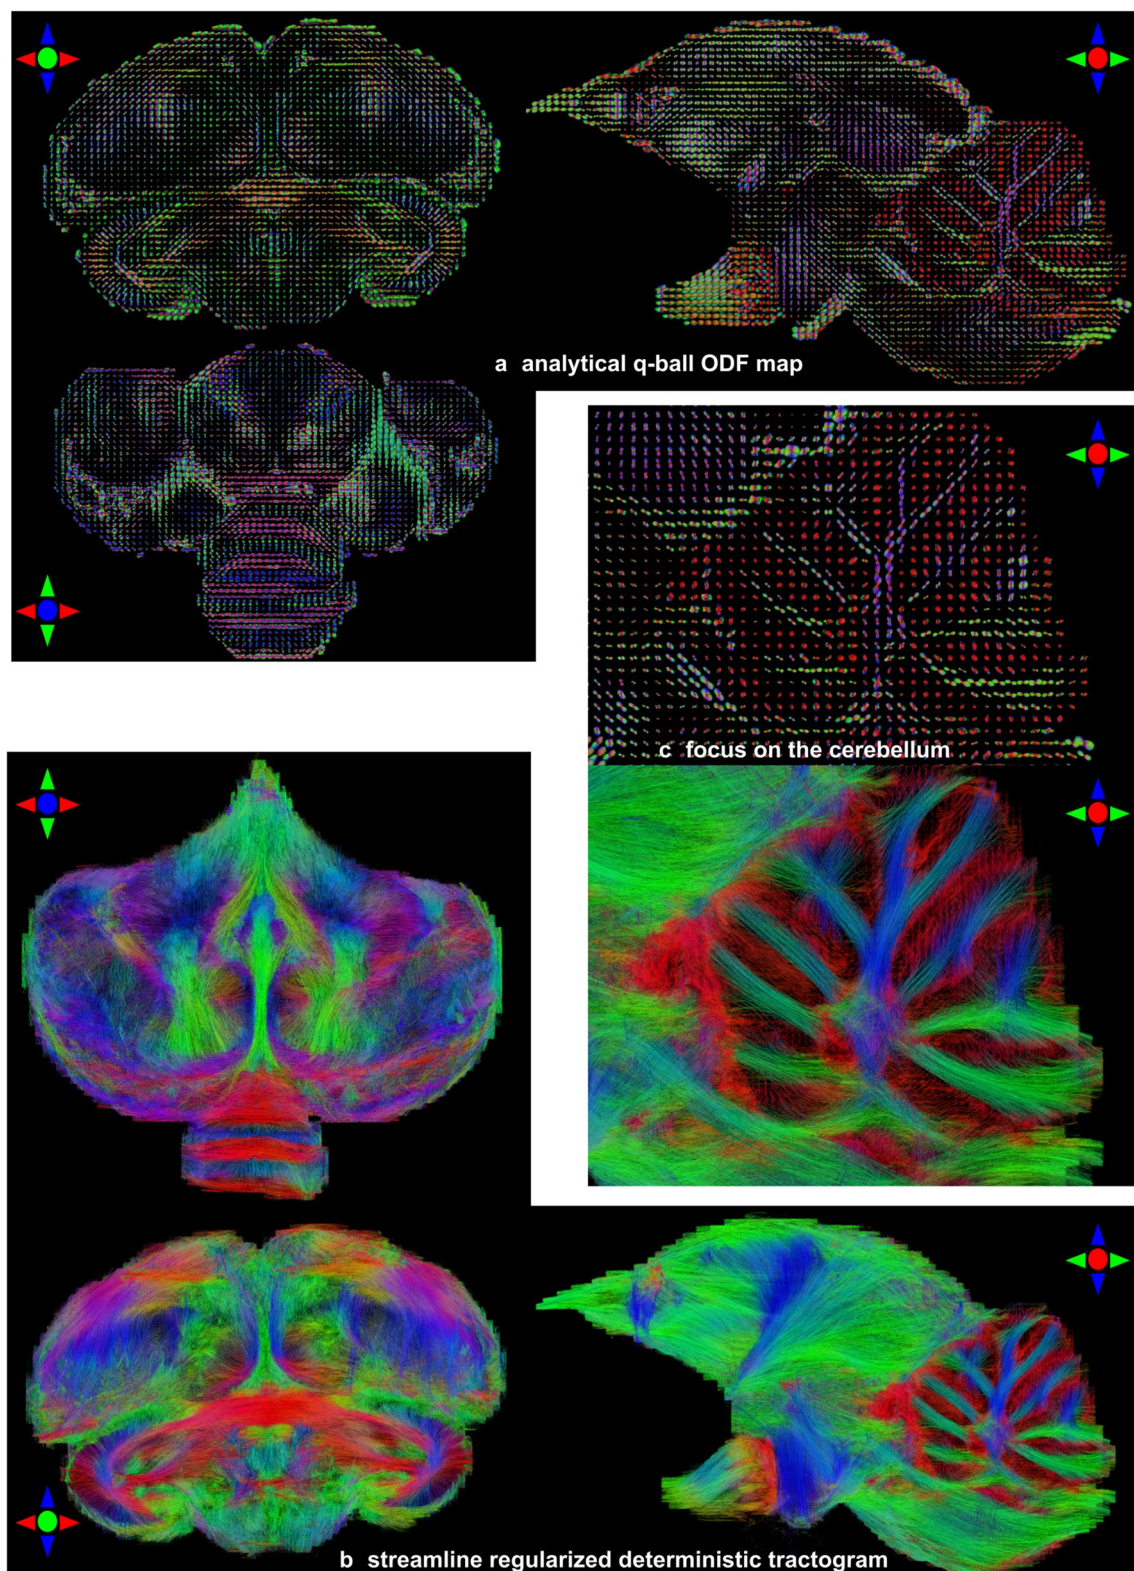 a analytical q-ball ODF map
c focus on the cerebellum
b streamline regularized deterministic tractogram